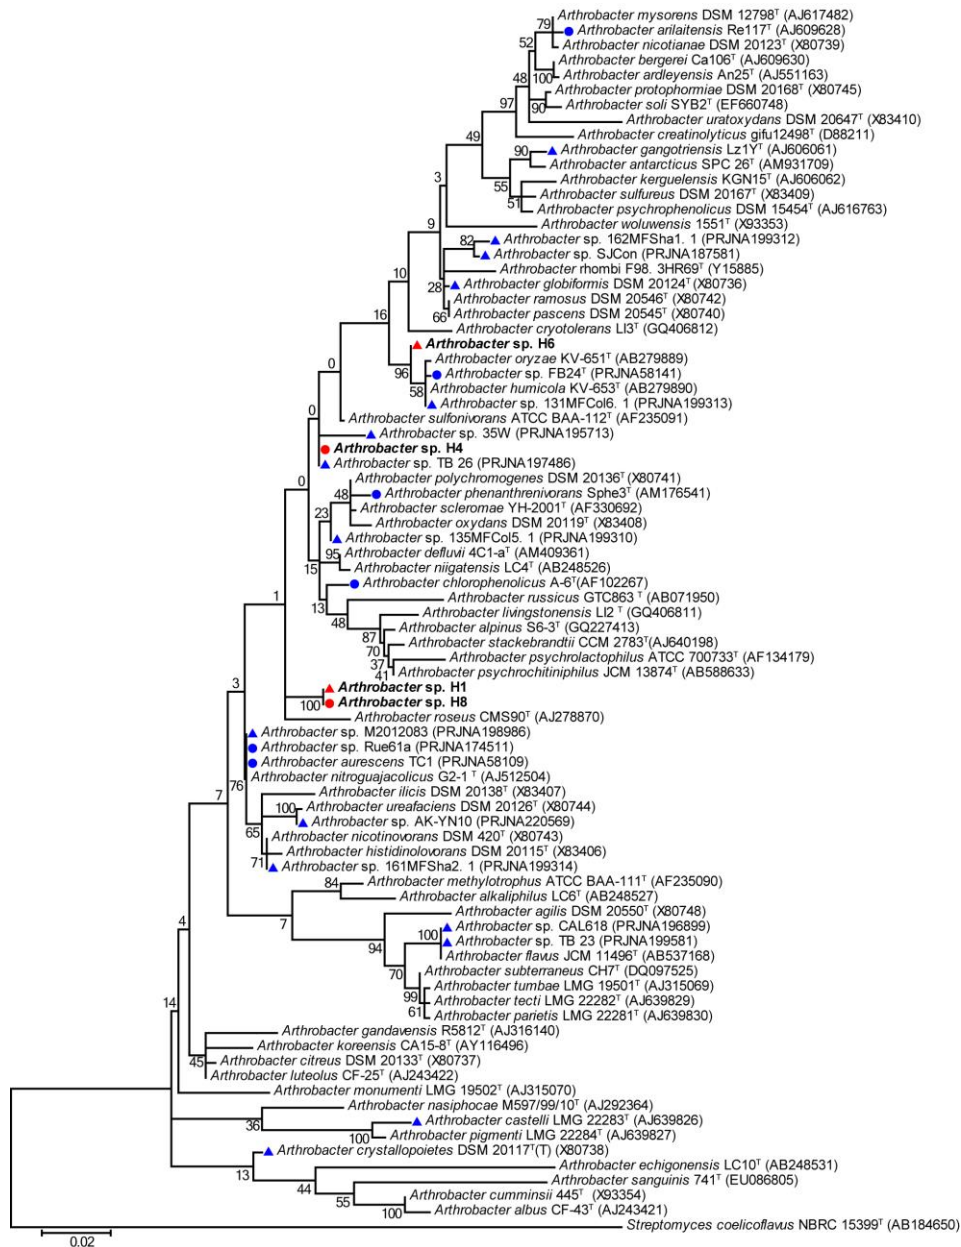 Arthrobacter mysorens DSM 12798ᵀ (AJ617482)
79
Arthrobacter arilaitensis Re117ᵀ (AJ609628)
52
Arthrobacter nicotianae DSM 20123ᵀ (X80739)
Arthrobacter bergerei Ca106ᵀ (AJ609630)
48
100
Arthrobacter ardleyensis An25ᵀ (AJ551163)
Arthrobacter protophormiae DSM 20168ᵀ (X80745)
97
90
Arthrobacter soli SYB2ᵀ (EF660748)
Arthrobacter uratoxydans DSM 20647ᵀ (X83410)
49
Arthrobacter creatinolyticus gifu12498ᵀ (D88211)
90
Arthrobacter gangotriensis Lz1Yᵀ (AJ606061)
Arthrobacter antarcticus SPC 26ᵀ (AM931709)
3
55
Arthrobacter kerguelensis KGN15ᵀ (AJ606062)
Arthrobacter sulfureus DSM 20167ᵀ (X83409)
51
Arthrobacter psychrophenolicus DSM 15454ᵀ (AJ616763)
9
Arthrobacter woluwensis 1551ᵀ (X93353)
82
Arthrobacter sp. 162MFSha1. 1 (PRJNA199312)
Arthrobacter sp. SJCon (PRJNA187581)
10
Arthrobacter rhombi F98. 3HR69ᵀ (Y15885)
28
Arthrobacter globiformis DSM 20124ᵀ (X80736)
Arthrobacter ramosus DSM 20546ᵀ (X80742)
16
66
Arthrobacter pascens DSM 20545ᵀ (X80740)
Arthrobacter cryotolerans LI3ᵀ (GQ406812)
Arthrobacter sp. H6
Arthrobacter oryzae KV-651ᵀ (AB279889)
0
96
Arthrobacter sp. FB24ᵀ (PRJNA58141)
58
Arthrobacter humicola KV-653ᵀ (AB279890)
Arthrobacter sp. 131MFCol6. 1 (PRJNA199313)
0
Arthrobacter sulfonivorans ATCC BAA-112ᵀ (AF235091)
Arthrobacter sp. 35W (PRJNA195713)
Arthrobacter sp. H4
Arthrobacter sp. TB 26 (PRJNA197486)
0
Arthrobacter polychromogenes DSM 20136ᵀ (X80741)
48
Arthrobacter phenanthrenivorans Sphe3ᵀ (AM176541)
23
Arthrobacter scleromae YH-2001ᵀ (AF330692)
Arthrobacter oxydans DSM 20119ᵀ (X83408)
Arthrobacter sp. 135MFCol5. 1 (PRJNA199310)
95
Arthrobacter defluvii 4C1-aᵀ (AM409361)
15
Arthrobacter niigatensis LC4ᵀ (AB248526)
Arthrobacter chlorophenolicus A-6ᵀ(AF102267)
1
13
Arthrobacter russicus GTC863 ᵀ (AB071950)
48
Arthrobacter livingstonensis LI2 ᵀ (GQ406811)
87
Arthrobacter alpinus S6-3ᵀ (GQ227413)
70
Arthrobacter stackebrandtii CCM 2783ᵀ(AJ640198)
37
Arthrobacter psychrolactophilus ATCC 700733ᵀ (AF134179)
41
Arthrobacter psychrochitiniphilus JCM 13874ᵀ (AB588633)
3
Arthrobacter sp. H1
100
Arthrobacter sp. H8
Arthrobacter roseus CMS90ᵀ (AJ278870)
Arthrobacter sp. M2012083 (PRJNA198986)
Arthrobacter sp. Rue61a (PRJNA174511)
Arthrobacter aurescens TC1 (PRJNA58109)
76
Arthrobacter nitroguajacolicus G2-1 ᵀ (AJ512504)
7
Arthrobacter ilicis DSM 20138ᵀ (X83407)
100
Arthrobacter ureafaciens DSM 20126ᵀ (X80744)
65
Arthrobacter sp. AK-YN10 (PRJNA220569)
Arthrobacter nicotinovorans DSM 420ᵀ (X80743)
Arthrobacter histidinolovorans DSM 20115ᵀ (X83406)
71
Arthrobacter sp. 161MFSha2. 1 (PRJNA199314)
84
Arthrobacter methylotrophus ATCC BAA-111ᵀ (AF235090)
Arthrobacter alkaliphilus LC6ᵀ (AB248527)
4
7
Arthrobacter agilis DSM 20550ᵀ (X80748)
94
100
Arthrobacter sp. CAL618 (PRJNA196899)
Arthrobacter sp. TB 23 (PRJNA199581)
Arthrobacter flavus JCM 11496ᵀ (AB537168)
70
Arthrobacter subterraneus CH7ᵀ (DQ097525)
Arthrobacter tumbae LMG 19501ᵀ (AJ315069)
99
Arthrobacter tecti LMG 22282ᵀ (AJ639829)
14
61
Arthrobacter parietis LMG 22281ᵀ (AJ639830)
Arthrobacter gandavensis R5812ᵀ (AJ316140)
Arthrobacter koreensis CA15-8ᵀ (AY116496)
45
Arthrobacter citreus DSM 20133ᵀ (X80737)
Arthrobacter luteolus CF-25ᵀ (AJ243422)
Arthrobacter monumenti LMG 19502ᵀ (AJ315070)
Arthrobacter nasiphocae M597/99/10ᵀ (AJ292364)
36
Arthrobacter castelli LMG 22283ᵀ (AJ639826)
100
Arthrobacter pigmenti LMG 22284ᵀ (AJ639827)
Arthrobacter crystallopoietes DSM 20117ᵀ(T) (X80738)
13
Arthrobacter echigonensis LC10ᵀ (AB248531)
44
Arthrobacter sanguinis 741ᵀ (EU086805)
55
Arthrobacter cumminsii 445ᵀ (X93354)
100
Arthrobacter albus CF-43ᵀ (AJ243421)
Streptomyces coelicoflavus NBRC 15399ᵀ (AB184650)
0.02